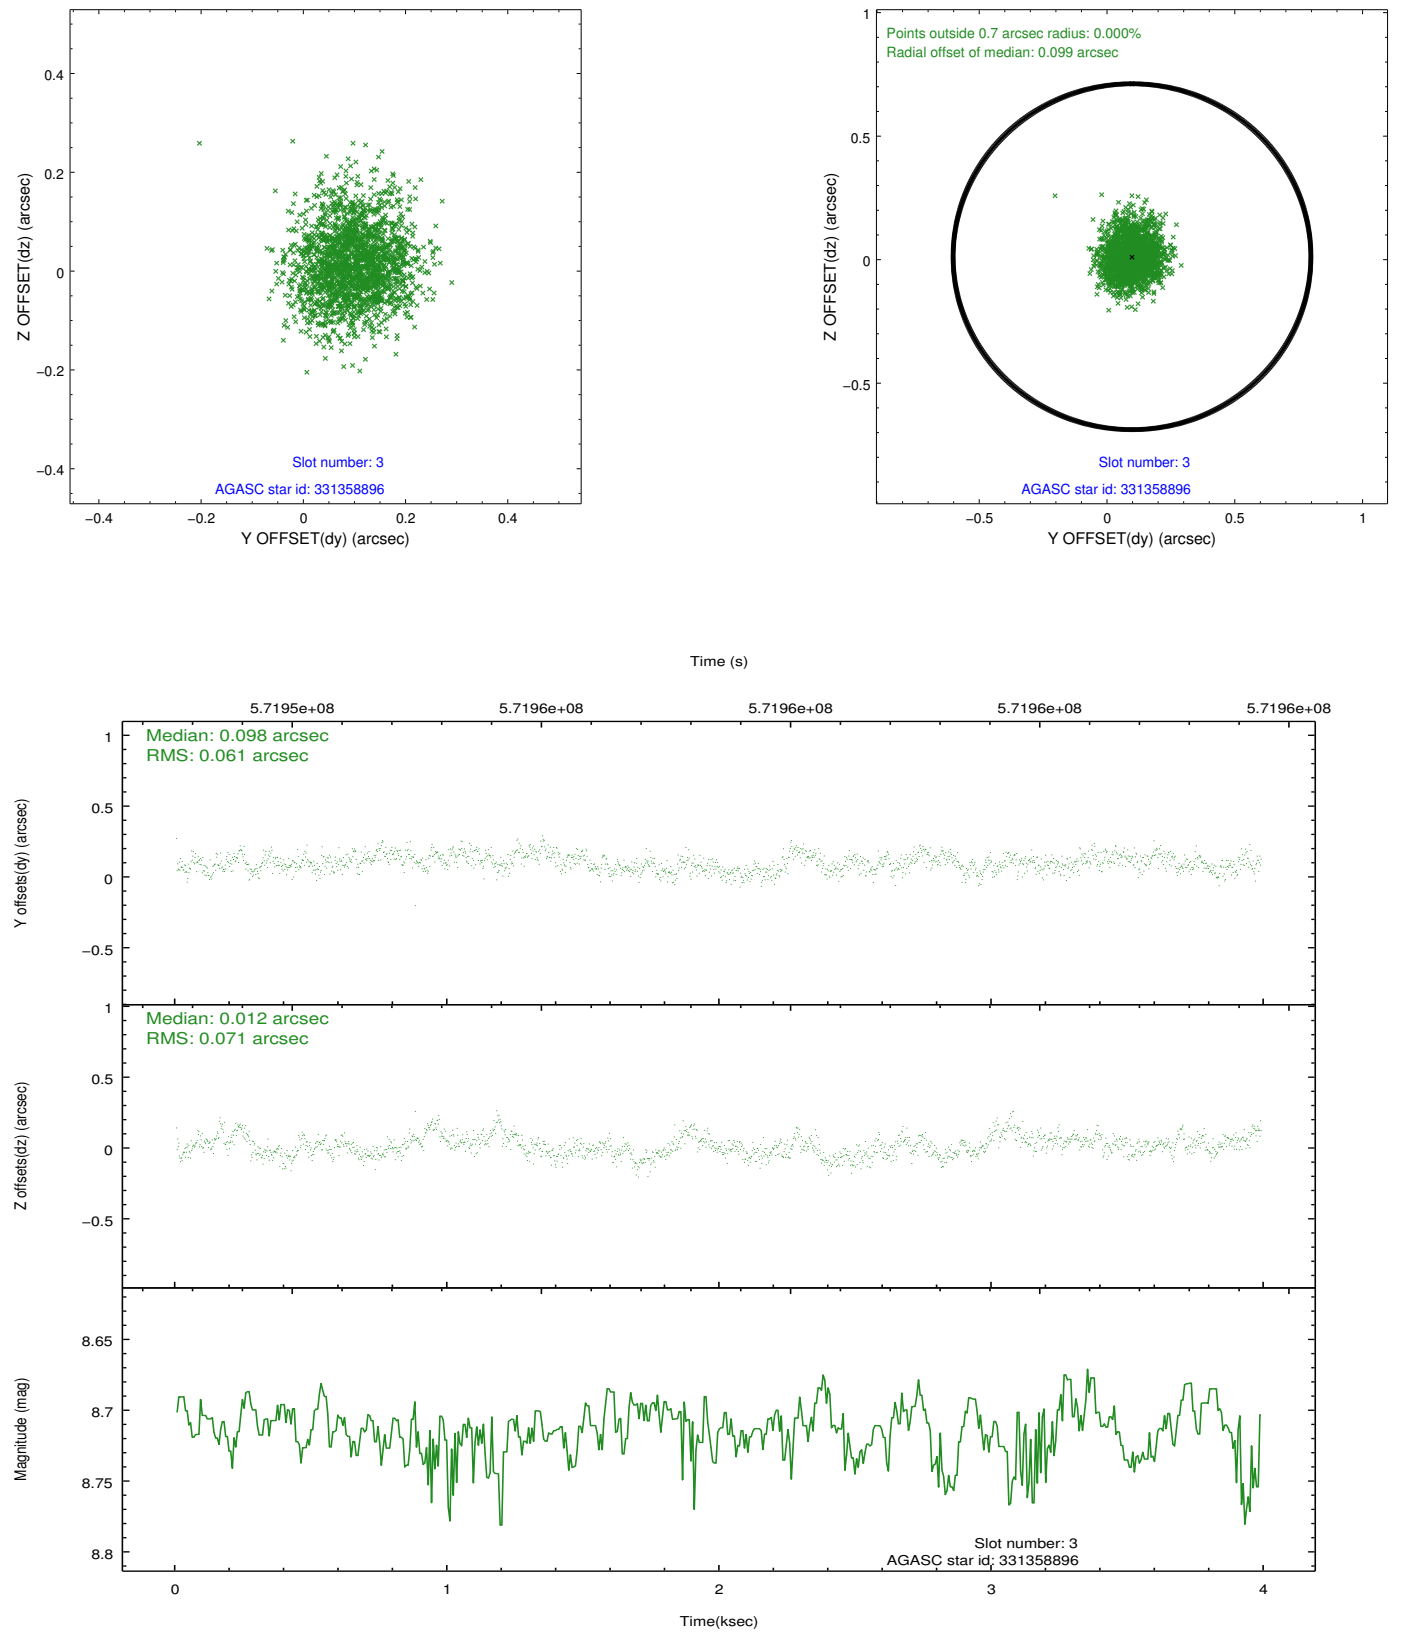 0.4
0.2
0
−0.2
−0.4
Z OFFSET(dz) (arcsec)
Slot number: 3
AGASC star id: 331358896
−0.4 −0.2 0 0.2 0.4
Y OFFSET(dy) (arcsec)
Points outside 0.7 arcsec radius: 0.000%
Radial offset of median: 0.099 arcsec
1
0.5
0
−0.5
Z OFFSET(dz) (arcsec)
Slot number: 3
AGASC star id: 331358896
−0.5 0 0.5 1
Y OFFSET(dy) (arcsec)
Time (s)
5.7195e+08 5.7196e+08 5.7196e+08 5.7196e+08 5.7196e+08
Median: 0.098 arcsec
RMS: 0.061 arcsec
1
0.5
0
−0.5
Y offsets(dy) (arcsec)
Median: 0.012 arcsec
RMS: 0.071 arcsec
1
0.5
0
−0.5
Z offsets(dz) (arcsec)
8.65
8.7
8.75
8.8
Magnitude (mag)
Slot number: 3
AGASC star id: 331358896
0 1 2 3 4
Time(ksec)